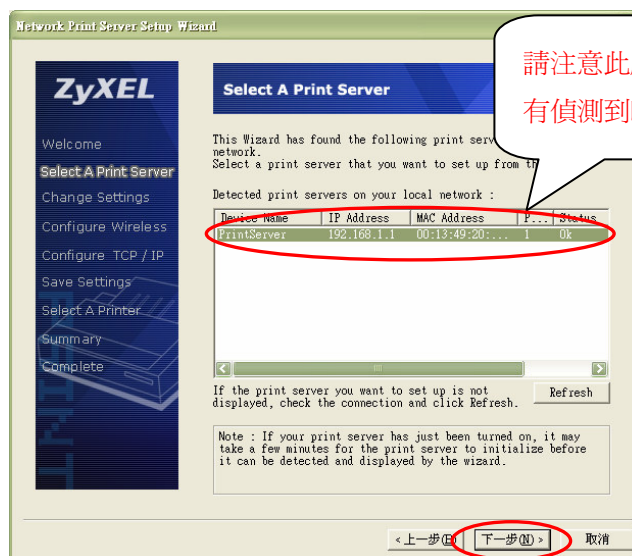 Network Print Server Setup Wizard
請注意此
有偵測到
ZyXEL
Select A Print Server
Welcome
Select A Print Server
Change Settings
Configure Wireless
Configure TCP / IP
Save Settings
Select A Printer
Summary
Complete
This Wizard has found the following print
network.
Select a print server that you want to set up from
Detected print servers on your local network :
Device Name IP Address MAC Address P... Status
PrintServer 192.168.1.1 00:13:49:20:... 1 Ok
If the print server you want to set up is not
displayed, check the connection and click Refresh.
Refresh
Note : If your print server has just been turned on, it may
take a few minutes for the print server to initialize before
it can be detected and displayed by the wizard.
PRINT
<上一步(B) 下一步(N) > 取消